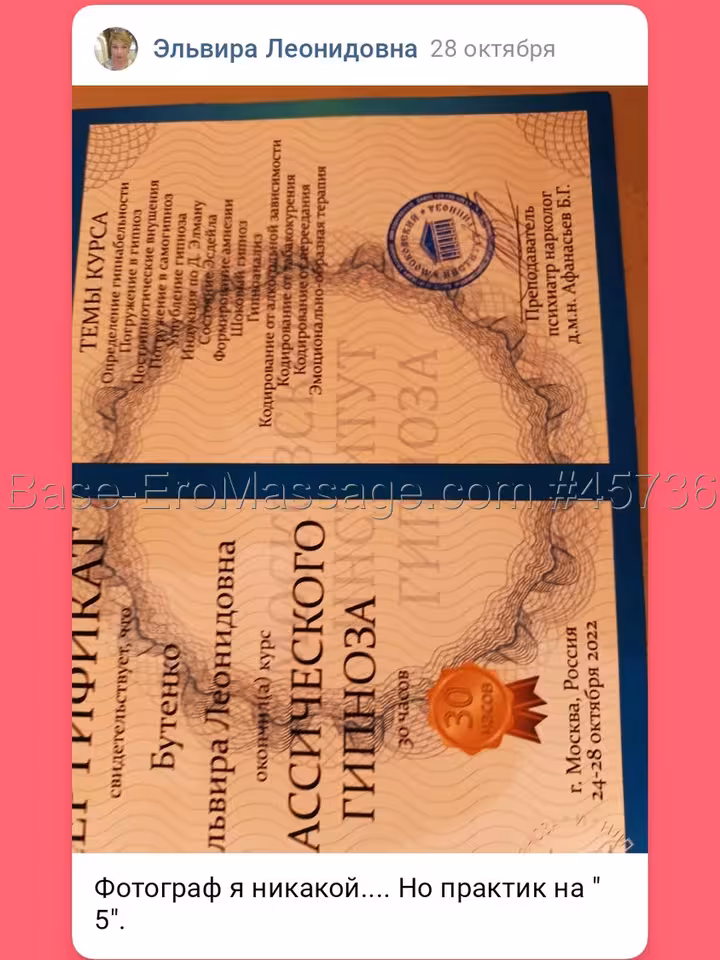 Эльвира Леонидовна 28 октября
ТЕМЫ КУРСА
Определение гипнабельности
Погружение в гипноз
Постгипнотические внушения
Погружение в самогипноз
Углубление гипноза
Индукция по Д. Элману
Состояние Эсдейла
Формирование амнезии
Шоковый гипноз
Гипноанализ
Кодирование от алкогольной зависимости
Кодирование от табакокурения
Кодирование от переедания
Эмоционально-образная терапия
Преподаватель
психиатр нарколог
д.м.н. Афанасьев Б.Г.
Base-EroMassage.com #45736
ЕРТИФИКАТ
свидетельствует, что
Бутенко
львира Леонидовна
окончил(а) курс
АССИЧЕСКОГО
ГИПНОЗА
30 часов
30
часов
г. Москва, Россия
24-28 октября 2022
Фотограф я никакой.... Но практик на "
5".